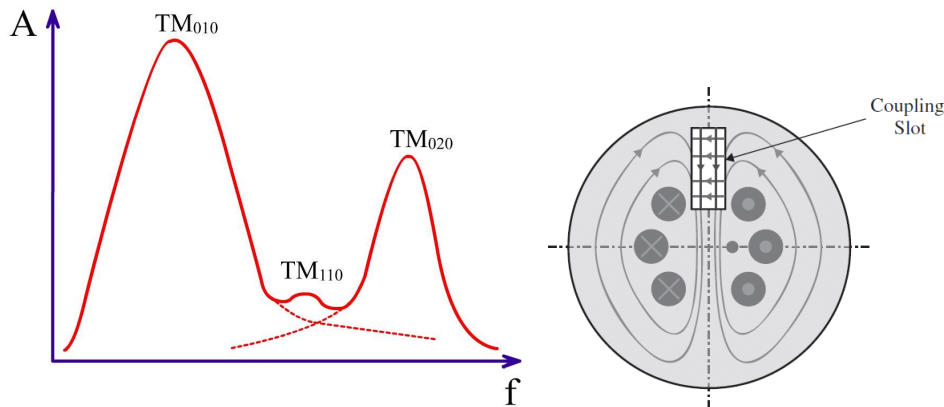 A
TM₀₁₀
TM₀₂₀
TM₁₁₀
f
Coupling
Slot